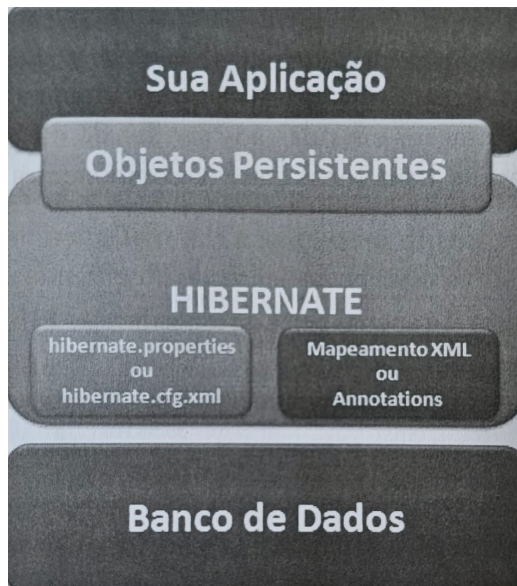 Sua Aplicação
Objetos Persistentes
HIBERNATE
hibernate.properties
ou
hibernate.cfg.xml
Mapeamento XML
ou
Annotations
Banco de Dados